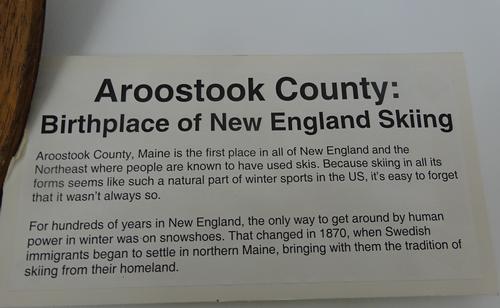 Aroostook County:
Birthplace of New England Skiing
Aroostook County, Maine is the first place in all of New England and the
Northeast where people are known to have used skis. Because skiing in all its
forms seems like such a natural part of winter sports in the US, it's easy to forget
that it wasn't always so.
For hundreds of years in New England, the only way to get around by human
power in winter was on snowshoes. That changed in 1870, when Swedish
immigrants began to settle in northern Maine, bringing with them the tradition of
skiing from their homeland.